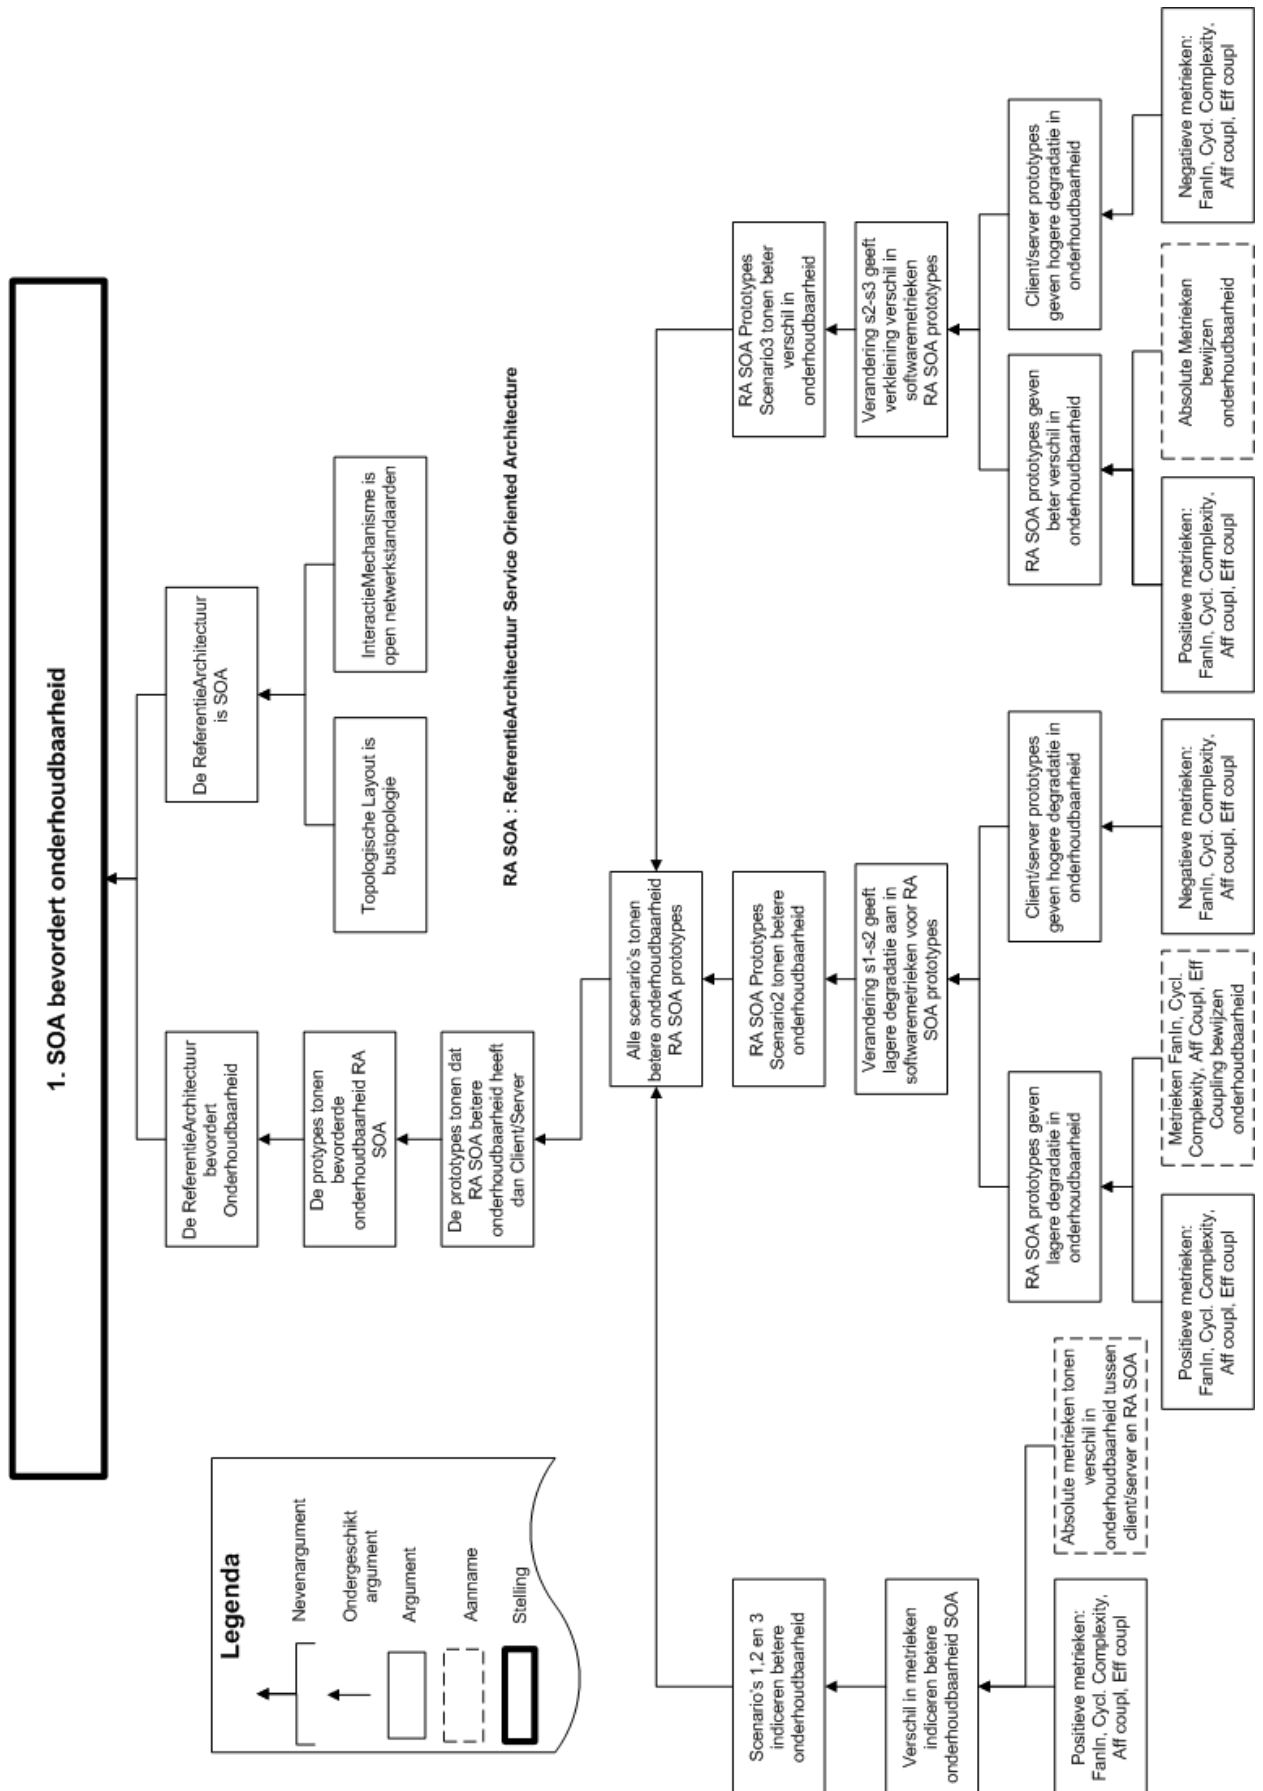 1. SOA bevordert onderhoudbaarheid
Legenda
Nevenargument
Ondergeschikt
argument
Argument
Aanname
Stelling
De ReferentieArchitectuur
bevordert
Onderhoudbaarheid
De ReferentieArchitectuur
is SOA
De protypes tonen
bevorderde
onderhoudbaarheid RA
SOA
Topologische Layout is
bustopologie
InteractieMechanisme is
open netwerkstandaarden
De prototypes tonen dat
RA SOA betere
onderhoudbaarheid heeft
dan Client/Server
RA SOA : ReferentieArchitectuur Service Oriented Architecture
Alle scenario's tonen
betere onderhoudbaarheid
RA SOA prototypes
Scenario's 1,2 en 3
indiceren betere
onderhoudbaarheid
RA SOA Prototypes
Scenario2 tonen betere
onderhoudbaarheid
RA SOA Prototypes
Scenario3 tonen beter
verschil in
onderhoudbaarheid
Verschil in metrieken
indiceren betere
onderhoudbaarheid SOA
Verandering s1-s2 geeft
lagere degradatie aan in
softwaremetrieken voor RA
SOA prototypes
Verandering s2-s3 geeft
verkleining verschil in
softwaremetrieken
RA SOA prototypes
RA SOA prototypes geven
lagere degradatie in
onderhoudbaarheid
Client/server prototypes
geven hogere degradatie in
onderhoudbaarheid
RA SOA prototypes geven
beter verschil in
onderhoudbaarheid
Client/server prototypes
geven hogere degradatie in
onderhoudbaarheid
Positieve metrieken:
FanIn, Cycl. Complexity,
Aff coupl, Eff coupl
Absolute metrieken tonen
verschil in
onderhoudbaarheid tussen
client/server en RA SOA
Positieve metrieken:
FanIn, Cycl. Complexity,
Aff coupl, Eff coupl
Metrieken FanIn, Cycl.
Complexity, Aff Coupl, Eff
Coupling bewijzen
onderhoudbaarheid
Negatieve metrieken:
FanIn, Cycl. Complexity,
Aff coupl, Eff coupl
Positieve metrieken:
FanIn, Cycl. Complexity,
Aff coupl, Eff coupl
Absolute Metrieken
bewijzen
onderhoudbaarheid
Negatieve metrieken:
FanIn, Cycl. Complexity,
Aff coupl, Eff coupl